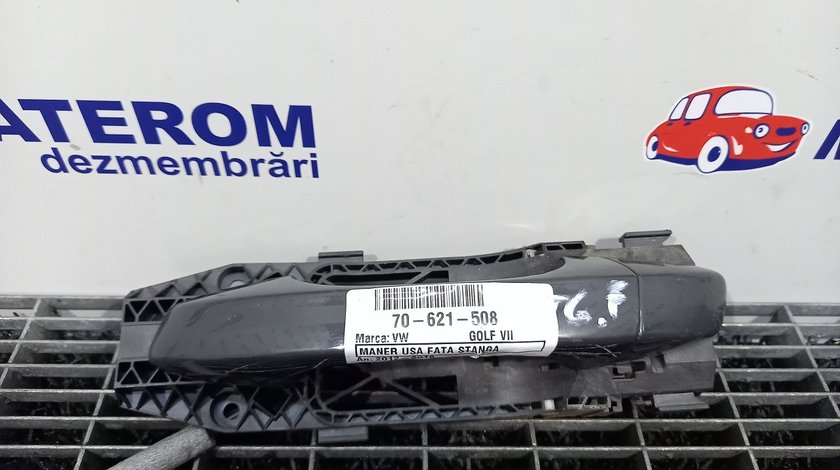 ATEROM
dezmembrări
M
70-621-508
Marca: VW GOLF VII
MANER USA FATA STANGA